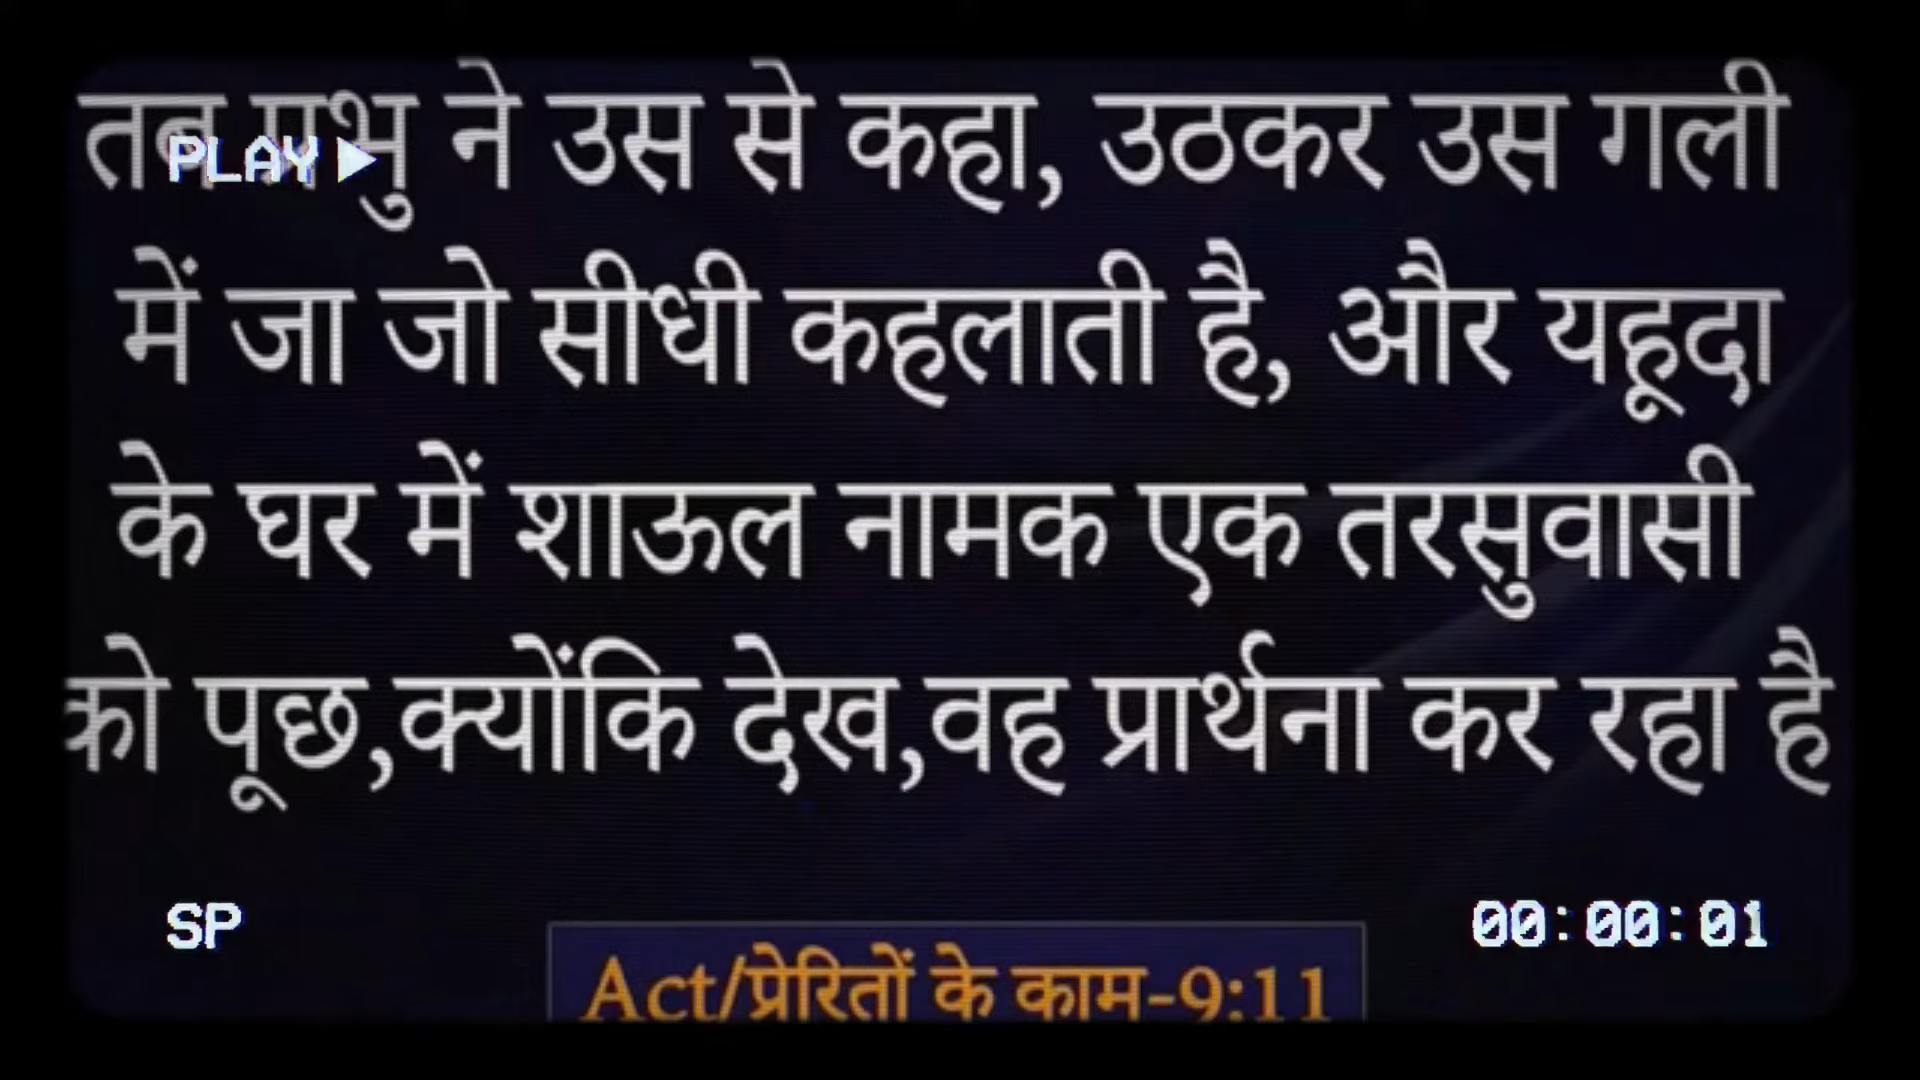 तब प्रभु ने उस से कहा, उठकर उस गली
PLAY
में जा जो सीधी कहलाती है, और यहूदा
के घर में शाऊल नामक एक तरसुवासी
को पूछ,क्योंकि देख,वह प्रार्थना कर रहा है
SP
00:00:01
Act/प्रेरितों के काम-9:11